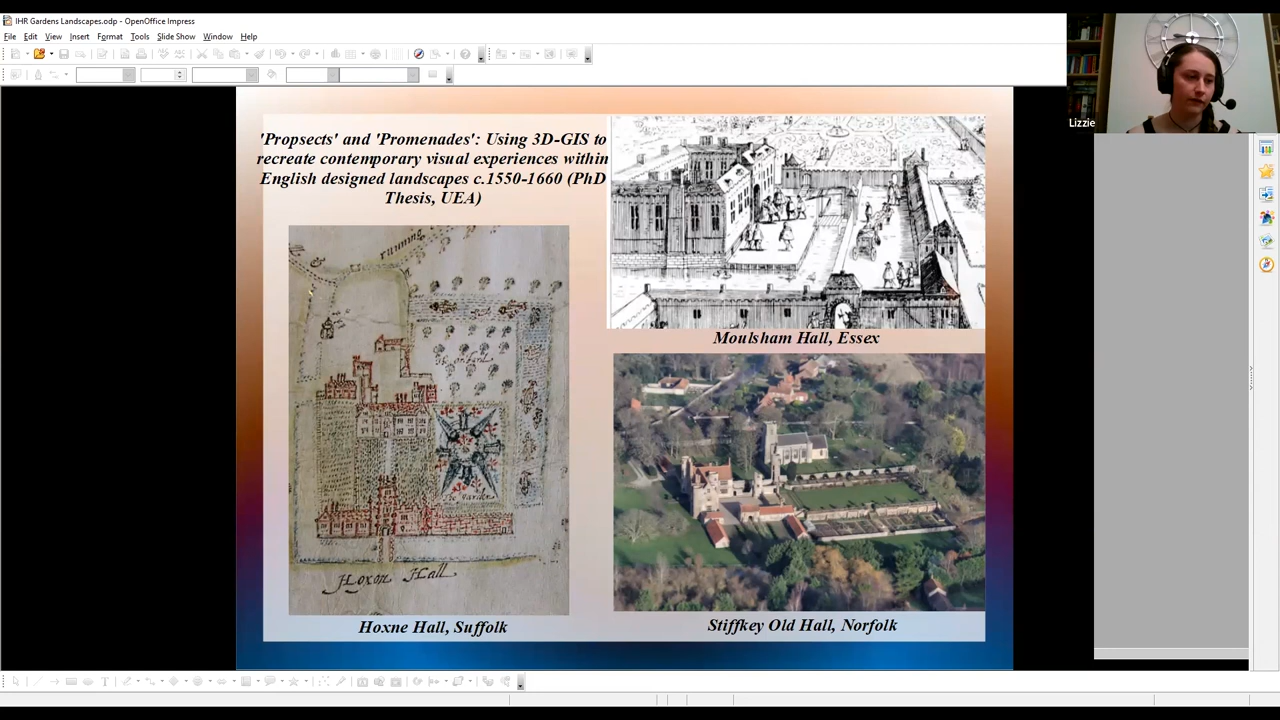 IHR Gardens Landscapes.odp - OpenOffice Impress
File Edit View Insert Format Tools Slide Show Window Help
Lizzie
'Propsects' and 'Promenades': Using 3D-GIS to
recreate contemporary visual experiences within
English designed landscapes c.1550-1660 (PhD
Thesis, UEA)
running
Hoxon Hall
Hoxne Hall, Suffolk
Moulsham Hall, Essex
Stiffkey Old Hall, Norfolk